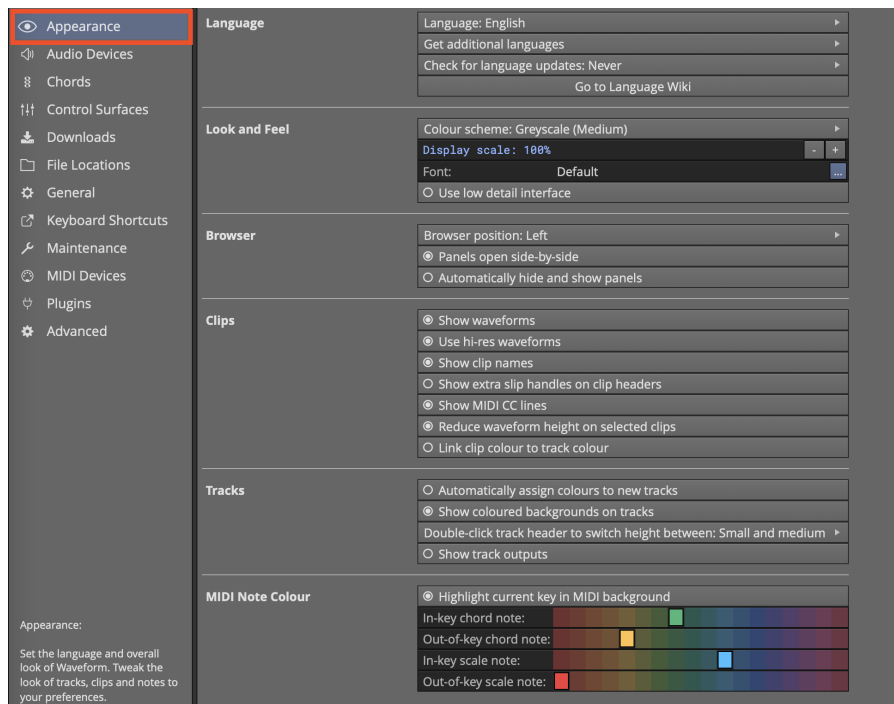 Appearance
Audio Devices
Chords
Control Surfaces
Downloads
File Locations
General
Keyboard Shortcuts
Maintenance
MIDI Devices
Plugins
Advanced
Appearance:
Set the language and overall
look of Waveform. Tweak the
look of tracks, clips and notes to
your preferences.
Language
Language: English
Get additional languages
Check for language updates: Never
Go to Language Wiki
Look and Feel
Colour scheme: Greyscale (Medium)
Display scale: 100%
- +
Font: Default ...
Use low detail interface
Browser
Browser position: Left
Panels open side-by-side
Automatically hide and show panels
Clips
Show waveforms
Use hi-res waveforms
Show clip names
Show extra slip handles on clip headers
Show MIDI CC lines
Reduce waveform height on selected clips
Link clip colour to track colour
Tracks
Automatically assign colours to new tracks
Show coloured backgrounds on tracks
Double-click track header to switch height between: Small and medium
Show track outputs
MIDI Note Colour
Highlight current key in MIDI background
In-key chord note:
Out-of-key chord note:
In-key scale note:
Out-of-key scale note: